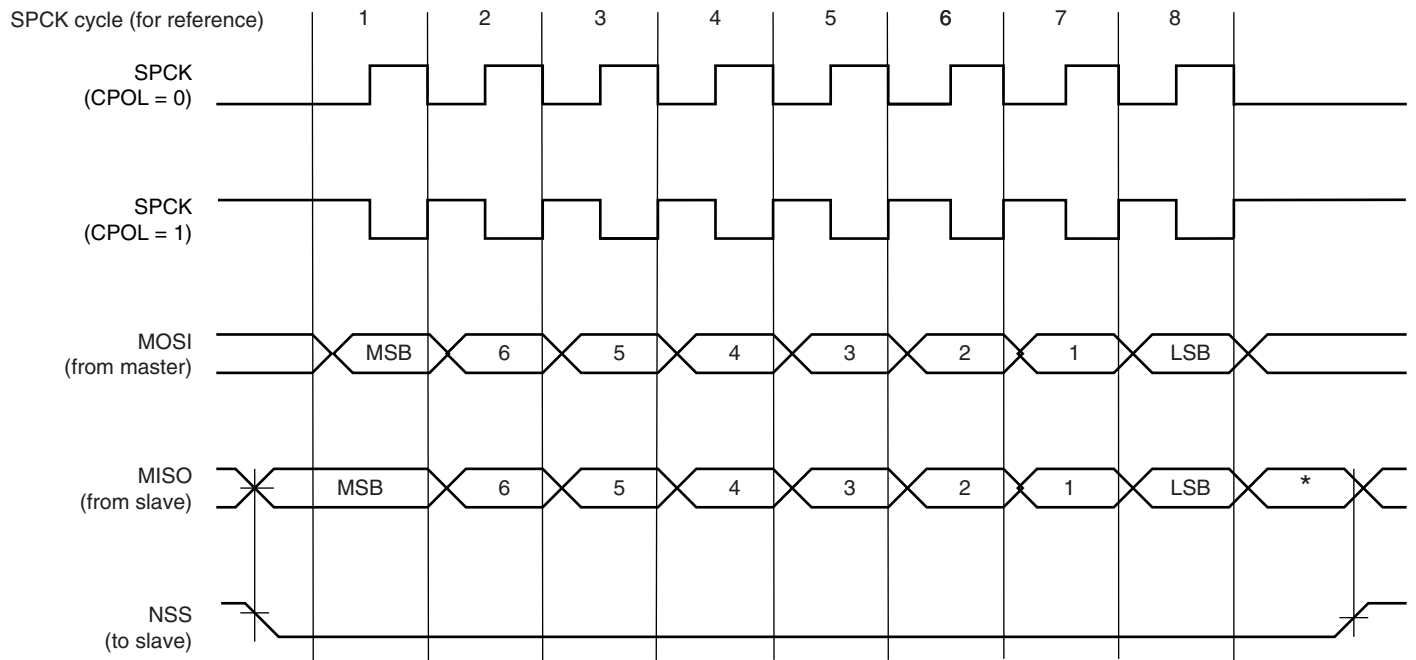 SPCK cycle (for reference) 1 2 3 4 5 6 7 8
SPCK
(CPOL = 0)
SPCK
(CPOL = 1)
MOSI
(from master)
MSB 6 5 4 3 2 1 LSB
MISO
(from slave)
MSB 6 5 4 3 2 1 LSB *
NSS
(to slave)